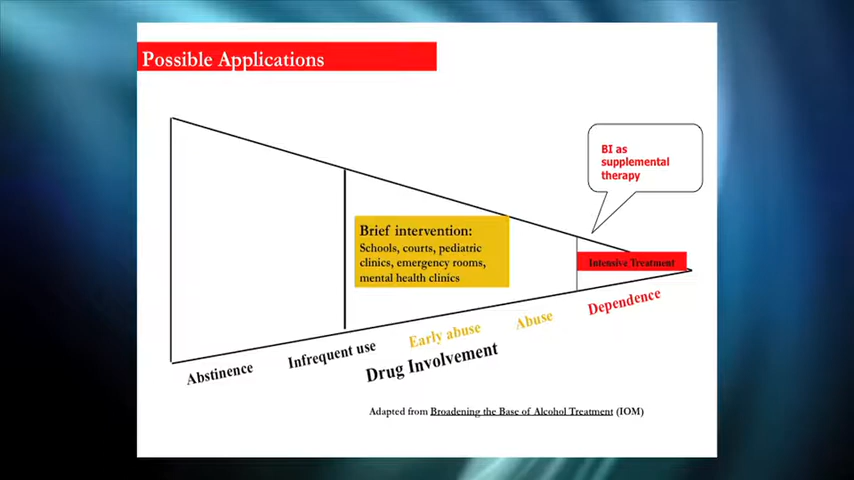 Possible Applications
BI as
supplemental
therapy
Brief intervention:
Schools, courts, pediatric
clinics, emergency rooms,
mental health clinics
Intensive Treatment
Abstinence
Infrequent use
Early abuse
Abuse
Dependence
Drug Involvement
Adapted from Broadening the Base of Alcohol Treatment (IOM)